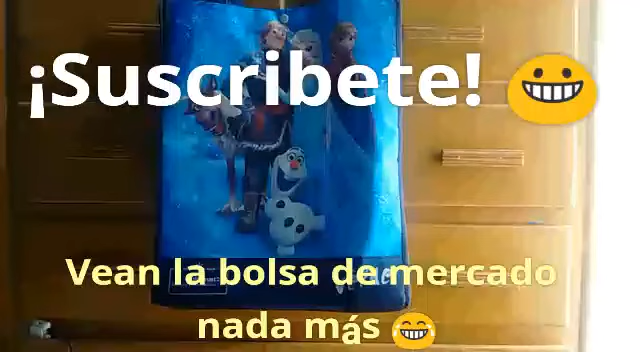 ¡Suscribete! 😀
Vean la bolsa de mercado
nada más 😂